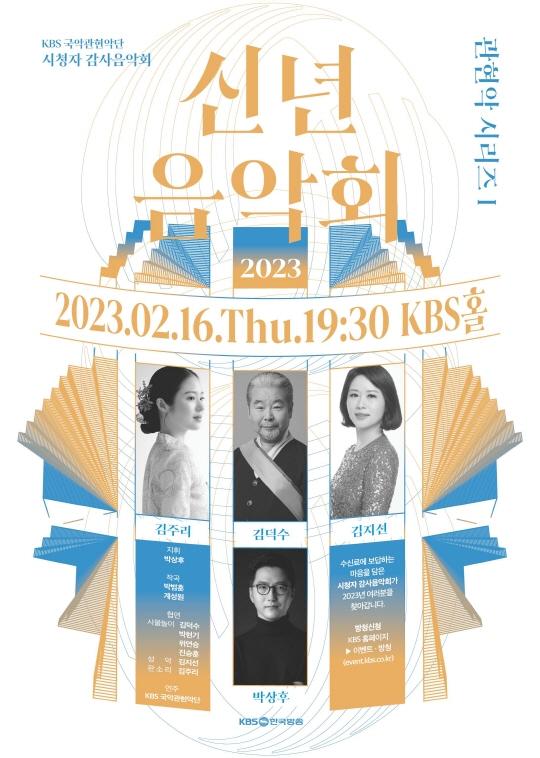 KBS 국악관현악단
시청자 감사음악회
관현악 시리즈 I
신년
음악회
2023
2023.02.16.Thu.19:30 KBS홀
김주리
김덕수
김지선
지휘
박상후
작곡
박범훈
계성원
협연
사물놀이 김덕수
박현기
위연승
진승훈
성악 김지선
판소리 김주리
연주
KBS 국악관현악단
박상후
수신료에 보답하는
마음을 담은
시청자 감사음악회가
2023년 여러분을
찾아갑니다.
방청신청
KBS 홈페이지
▶ 이벤트 · 방청
(event.kbs.co.kr)
KBS 한국방송